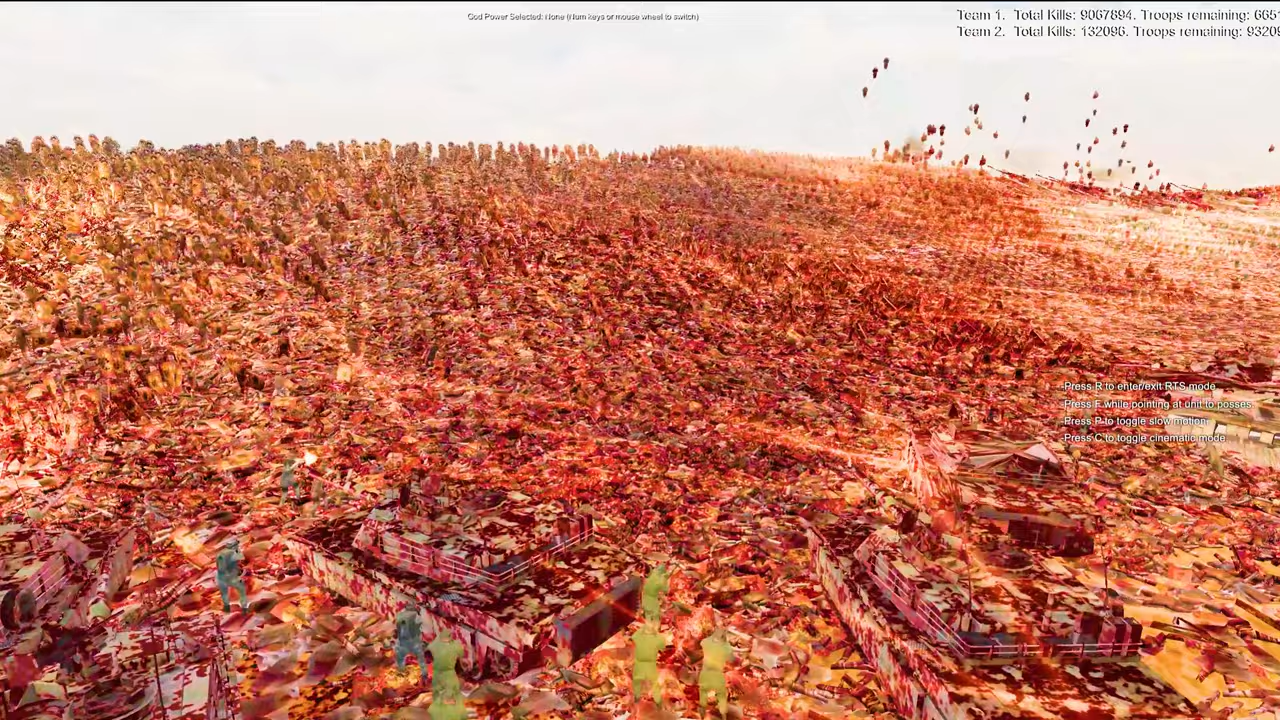 God Power Selected: None (Num keys or mouse wheel to switch)
Team 1.  Total Kills: 9067894. Troops remaining: 665
Team 2.  Total Kills: 132096. Troops remaining: 9320
-Press R to enter/exit RTS mode
-Press F while pointing at unit to posses.
-Press P to toggle slow motion
-Press C to toggle cinematic mode